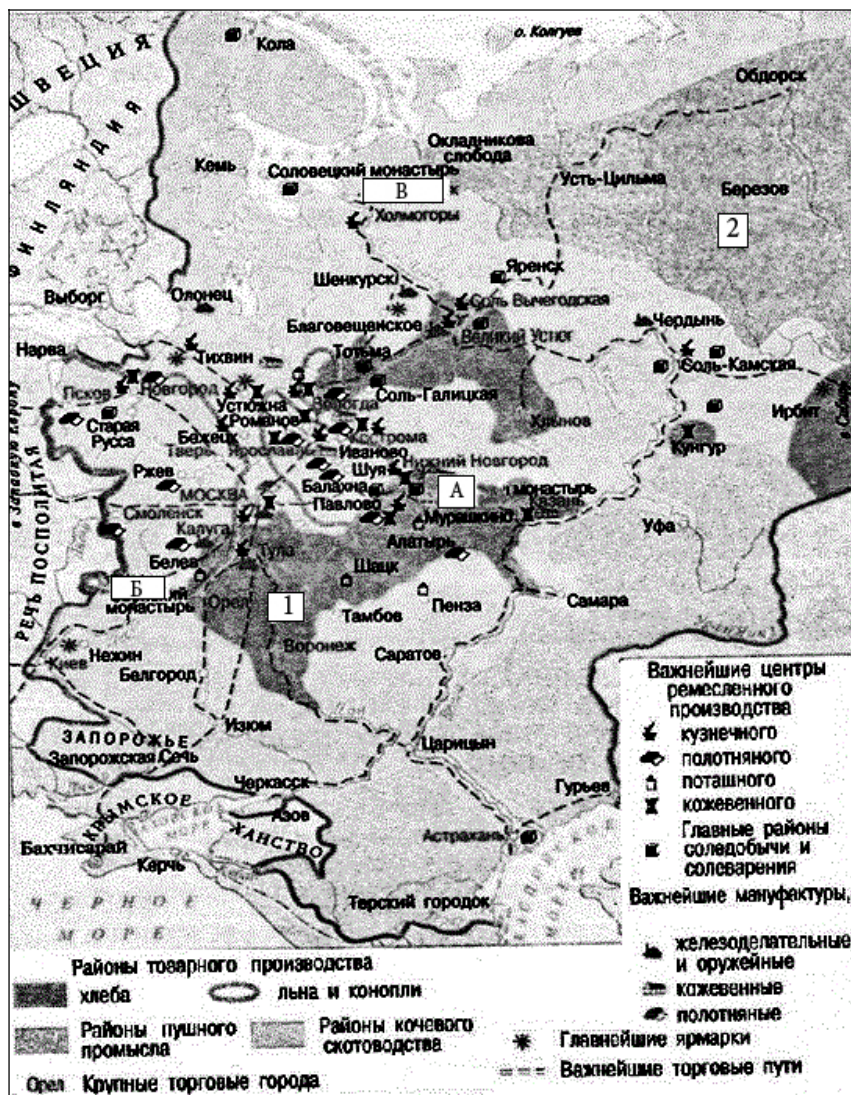 ШВЕЦИЯ
ФИНЛЯНДИЯ
Кола
о. Колгуев
Обдорск
Окладникова
слобода
Кемь
Соловецкий монастырь
В
Усть-Цильма
Березов
Холмогоры
2
Шенкурск
Яренск
Выборг
Олонец
Соль Вычегодская
Благовещенское
Великий Устюг
Чердынь
Нарва
Тихвин
Тотьма
Соль-Камская
Псков
Новгород
Вологда
Соль-Галицкая
Ирбит
в Сибирь
в Западную Европу
Устюжна
Романов
Хлынов
Кунгур
Старая
Русса
Бежецк
Кострома
Тверь
Ярославль
Иваново
Ржев
Шуя
Нижний Новгород
МОСКВА
Балахна
А
монастырь
Казань
Смоленск
Павлово
Мурашкино
Уфа
Калуга
Алатырь
РЕЧЬ ПОСПОЛИТАЯ
Белев
Тула
Шацк
Б
монастырь
Орел
1
Пенза
Самара
Тамбов
Воронеж
Киев
Нежин
Саратов
Белгород
ЗАПОРОЖЬЕ
Запорожская Сечь
Изюм
Царицын
Черкасск
Гурьев
КРЫМСКОЕ
ХАНСТВО
Азов
Бахчисарай
Керчь
Астрахань
Терский городок
ЧЕРНОЕ
МОРЕ
КАСПИЙСКОЕ
МОРЕ
Важнейшие центры
ремесленного
производства
кузнечного
полотняного
поташного
кожевенного
Главные районы
соледобычи и
солеварения
Важнейшие мануфактуры,
железоделательные
и оружейные
кожевенные
полотняные
Районы товарного производства
хлеба
льна и конопли
Районы пушного
промысла
Районы кочевого
скотоводства
Главнейшие ярмарки
Орел Крупные торговые города
Важнейшие торговые пути